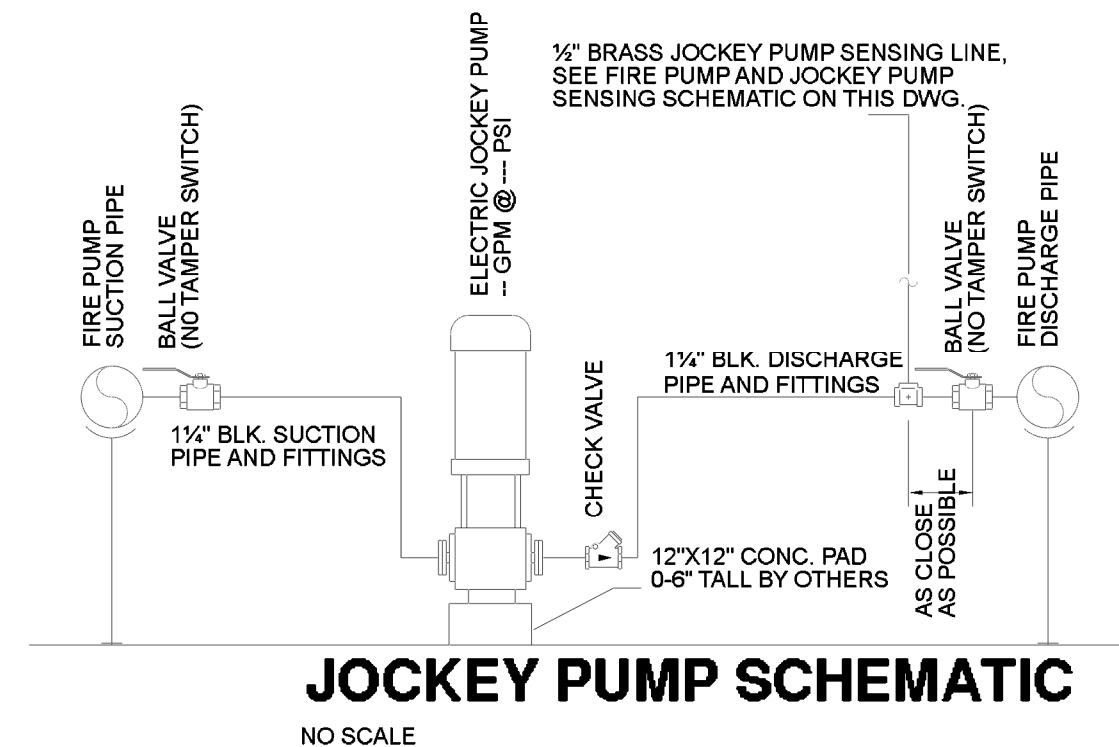 ½" BRASS JOCKEY PUMP SENSING LINE,
SEE FIRE PUMP AND JOCKEY PUMP
SENSING SCHEMATIC ON THIS DWG.
FIRE PUMP
SUCTION PIPE
BALL VALVE
(N0 TAMPER SWITCH)
ELECTRIC JOCKEY PUMP
-- GPM @ --- PSI
BALL VALVE
(NO TAMPER SWITCH)
FIRE PUMP
DISCHARGE PIPE
1¼" BLK. DISCHARGE
PIPE AND FITTINGS
CHECK VALVE
1¼" BLK. SUCTION
PIPE AND FITTINGS
12"X12" CONC. PAD
0-6" TALL BY OTHERS
AS CLOSE
AS POSSIBLE
JOCKEY PUMP SCHEMATIC
NO SCALE